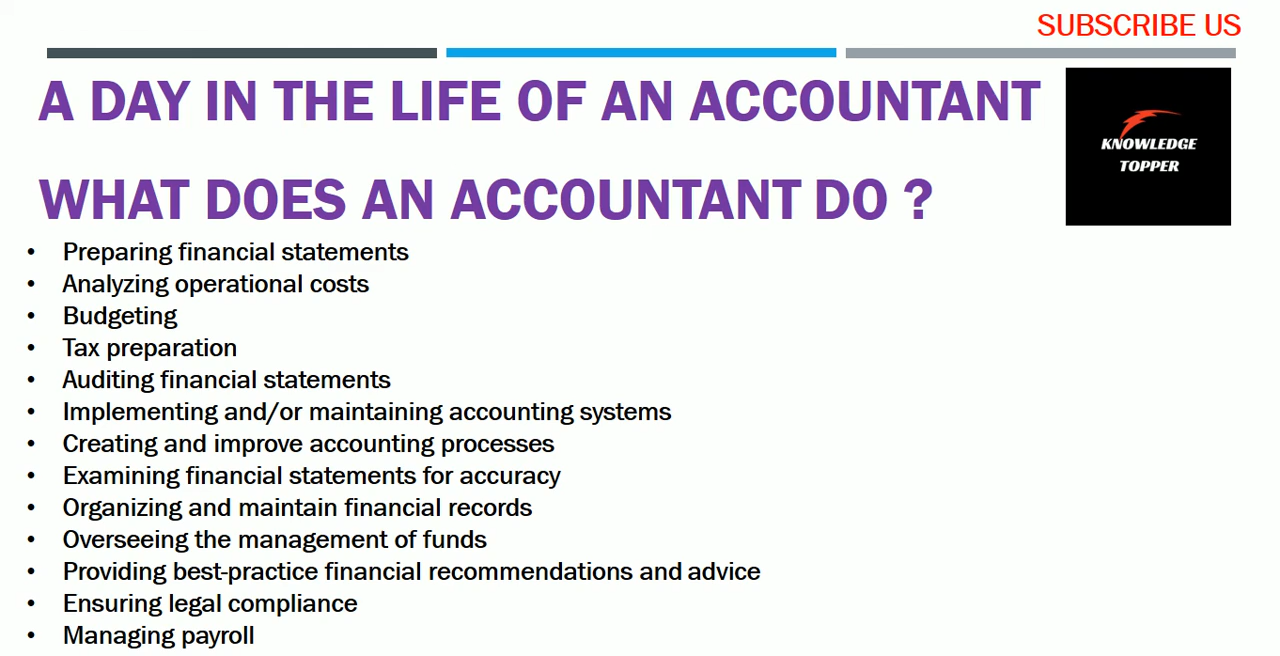 SUBSCRIBE US
A DAY IN THE LIFE OF AN ACCOUNTANT
WHAT DOES AN ACCOUNTANT DO ?
KNOWLEDGE
TOPPER
• Preparing financial statements
• Analyzing operational costs
• Budgeting
• Tax preparation
• Auditing financial statements
• Implementing and/or maintaining accounting systems
• Creating and improve accounting processes
• Examining financial statements for accuracy
• Organizing and maintain financial records
• Overseeing the management of funds
• Providing best-practice financial recommendations and advice
• Ensuring legal compliance
• Managing payroll